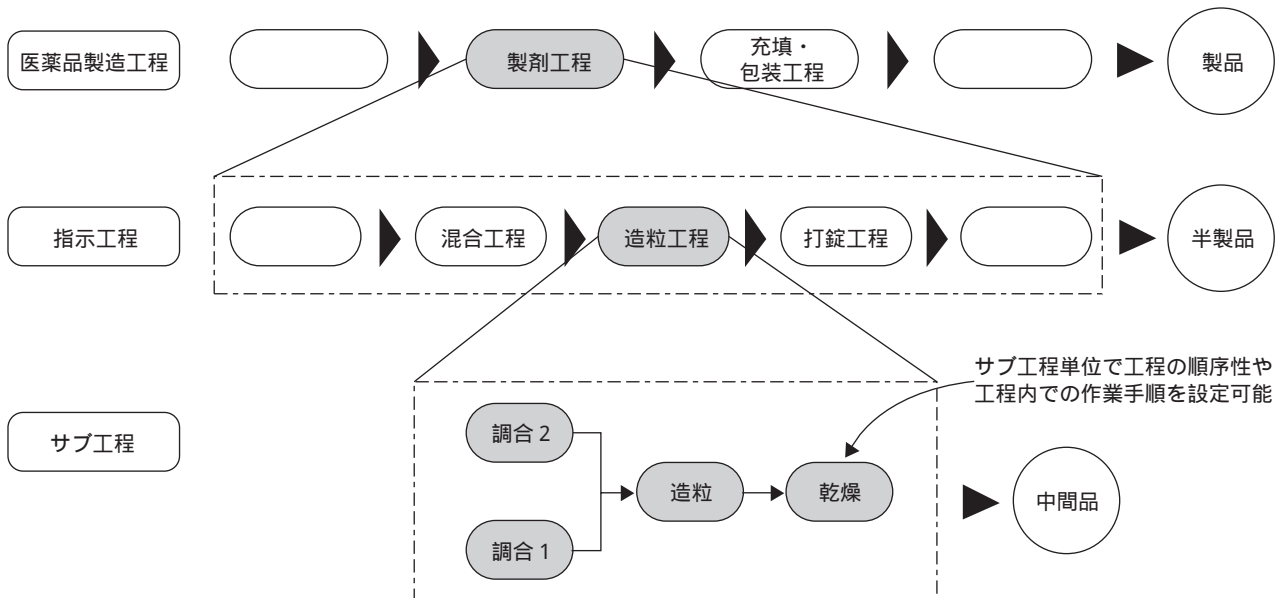 医薬品製造工程
製剤工程
充填・
包装工程
製品
指示工程
混合工程
造粒工程
打錠工程
半製品
サブ工程単位で工程の順序性や
工程内での作業手順を設定可能
サブ工程
調合 2
造粒
乾燥
中間品
調合 1